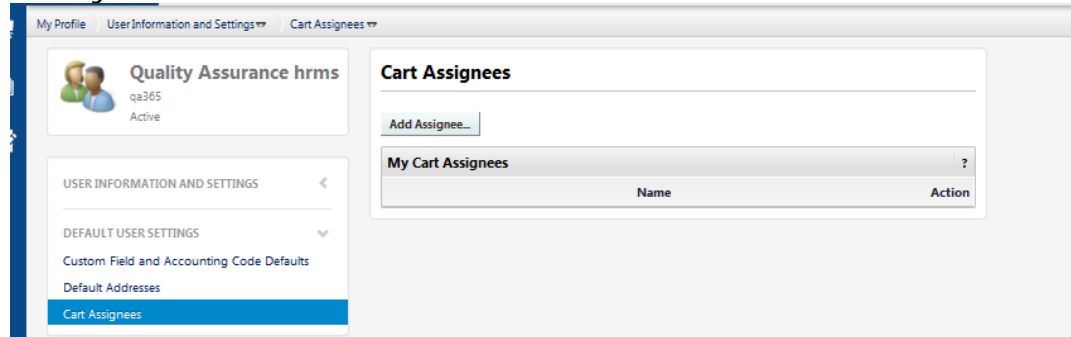 My Profile User Information and Settings Cart Assignees
Quality Assurance hrms
qa365
Active
USER INFORMATION AND SETTINGS
DEFAULT USER SETTINGS
Custom Field and Accounting Code Defaults
Default Addresses
Cart Assignees
Cart Assignees
Add Assignee...
My Cart Assignees ?
Name Action